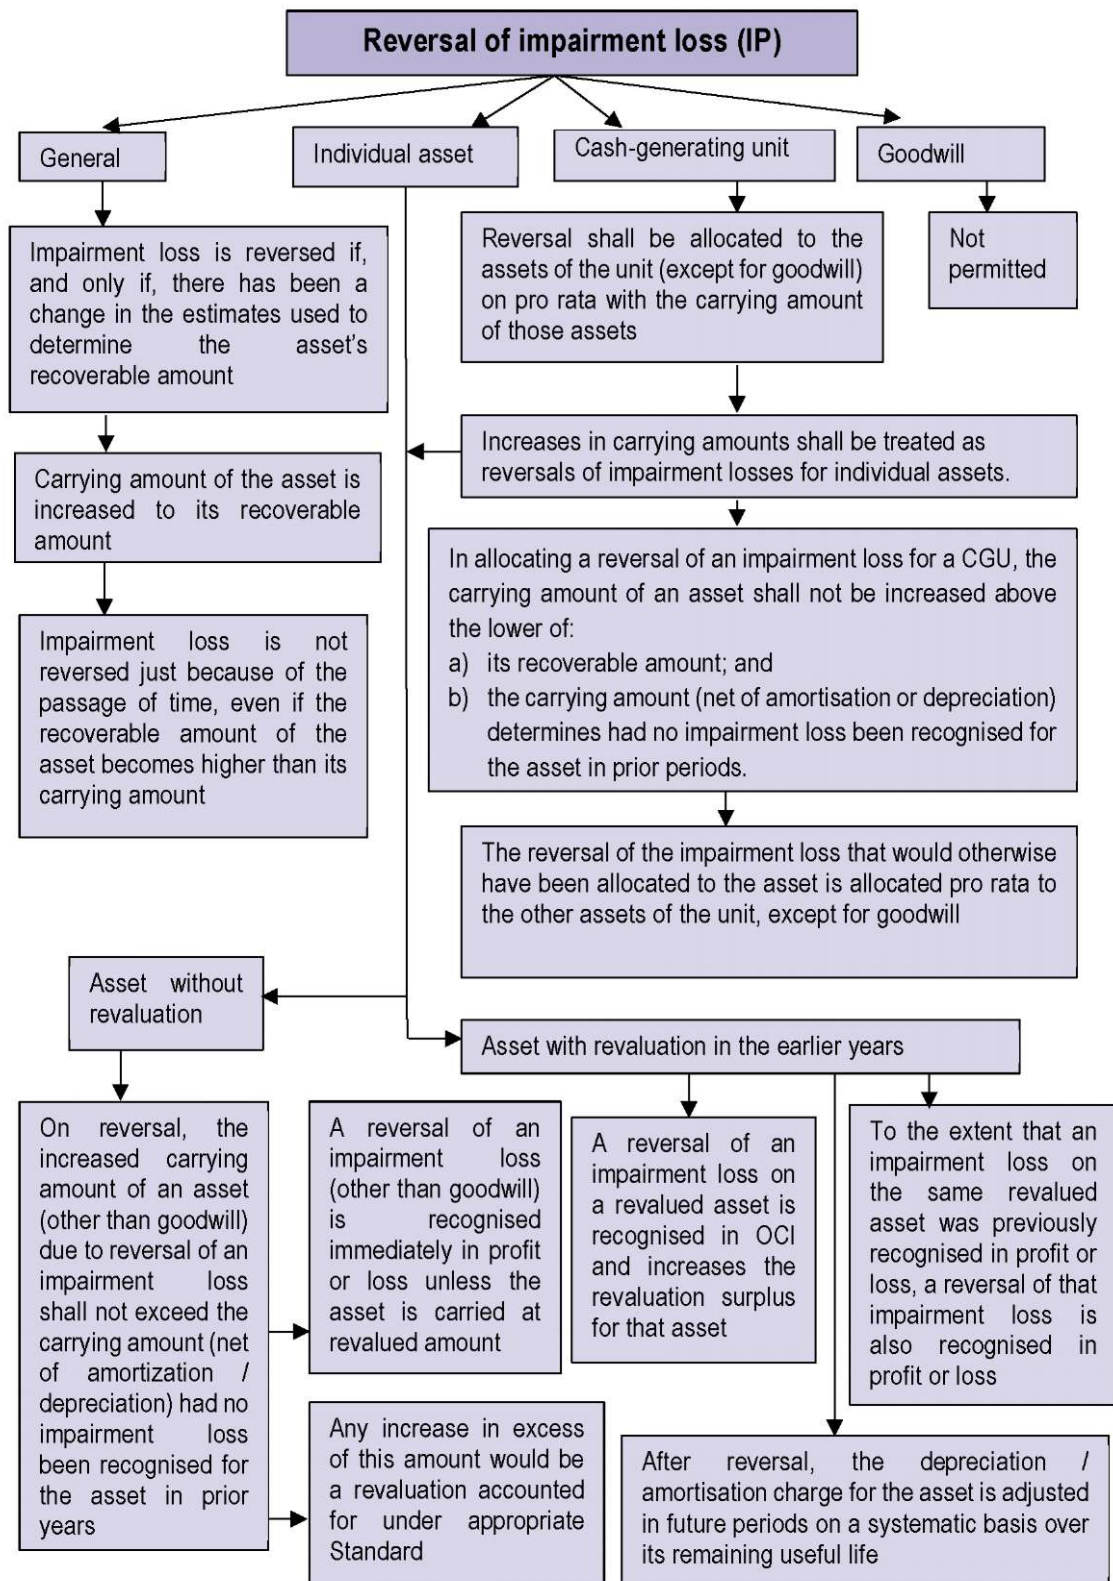 Reversal of impairment loss (IP)
General
Individual asset
Cash-generating unit
Goodwill
Impairment loss is reversed if,
and only if, there has been a
change in the estimates used to
determine the asset's
recoverable amount
Carrying amount of the asset is
increased to its recoverable
amount
Impairment loss is not
reversed just because of the
passage of time, even if the
recoverable amount of the
asset becomes higher than its
carrying amount
Reversal shall be allocated to the
assets of the unit (except for goodwill)
on pro rata with the carrying amount
of those assets
Not
permitted
Increases in carrying amounts shall be treated as
reversals of impairment losses for individual assets.
In allocating a reversal of an impairment loss for a CGU, the
carrying amount of an asset shall not be increased above
the lower of:
a) its recoverable amount; and
b) the carrying amount (net of amortisation or depreciation)
determines had no impairment loss been recognised for
the asset in prior periods.
The reversal of the impairment loss that would otherwise
have been allocated to the asset is allocated pro rata to
the other assets of the unit, except for goodwill
Asset without
revaluation
Asset with revaluation in the earlier years
On reversal, the
increased carrying
amount of an asset
(other than goodwill)
due to reversal of an
impairment loss
shall not exceed the
carrying amount (net
of amortization /
depreciation) had no
impairment loss
been recognised for
the asset in prior
years
A reversal of an
impairment loss
(other than goodwill)
is recognised
immediately in profit
or loss unless the
asset is carried at
revalued amount
Any increase in excess
of this amount would be
a revaluation accounted
for under appropriate
Standard
A reversal of an
impairment loss on
a revalued asset is
recognised in OCI
and increases the
revaluation surplus
for that asset
To the extent that an
impairment loss on
the same revalued
asset was previously
recognised in profit or
loss, a reversal of that
impairment loss is
also recognised in
profit or loss
After reversal, the depreciation /
amortisation charge for the asset is adjusted
in future periods on a systematic basis over
its remaining useful life